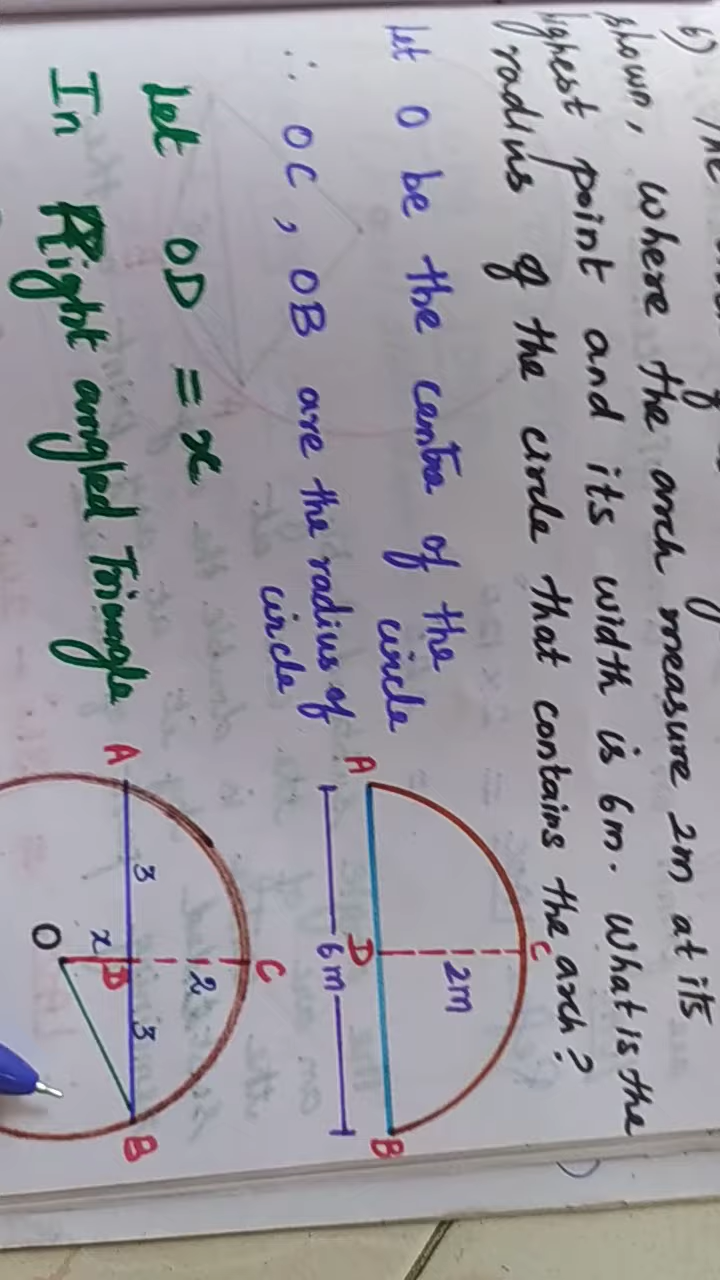 6) The
shown, where the arch measure 2m at its
highest point and its width is 6m. What is the
radius of the circle that contains the arch?
Let O be the centre of the
circle
∴ OC, OB are the radius of
circle
Let OD = x
In Right angled Triangle
A
C
2m
D
6m
B
A
3
C
2
O
x
D
3
B